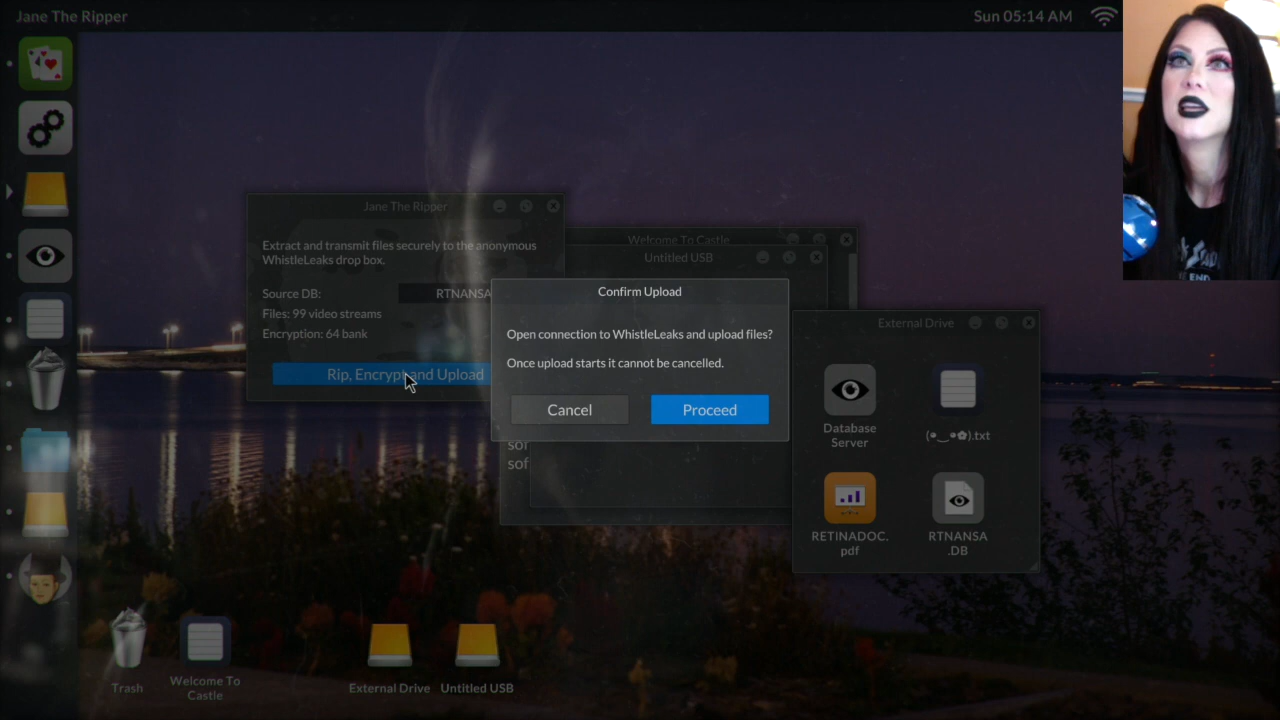 Jane The Ripper
Sun 05:14 AM
Jane The Ripper
Extract and transmit files securely to the anonymous
WhistleLeaks drop box.
Source DB:
RTNANSA
Files: 99 video streams
Encryption: 64 bank
Rip, Encrypt and Upload
Welcome To Castle
Untitled USB
Confirm Upload
Open connection to WhistleLeaks and upload files?
Once upload starts it cannot be cancelled.
Cancel
Proceed
sof
sof
External Drive
Database
Server
(•‿•✿).txt
RETINADOC.
pdf
RTNANSA
.DB
Trash
Welcome To
Castle
External Drive
Untitled USB